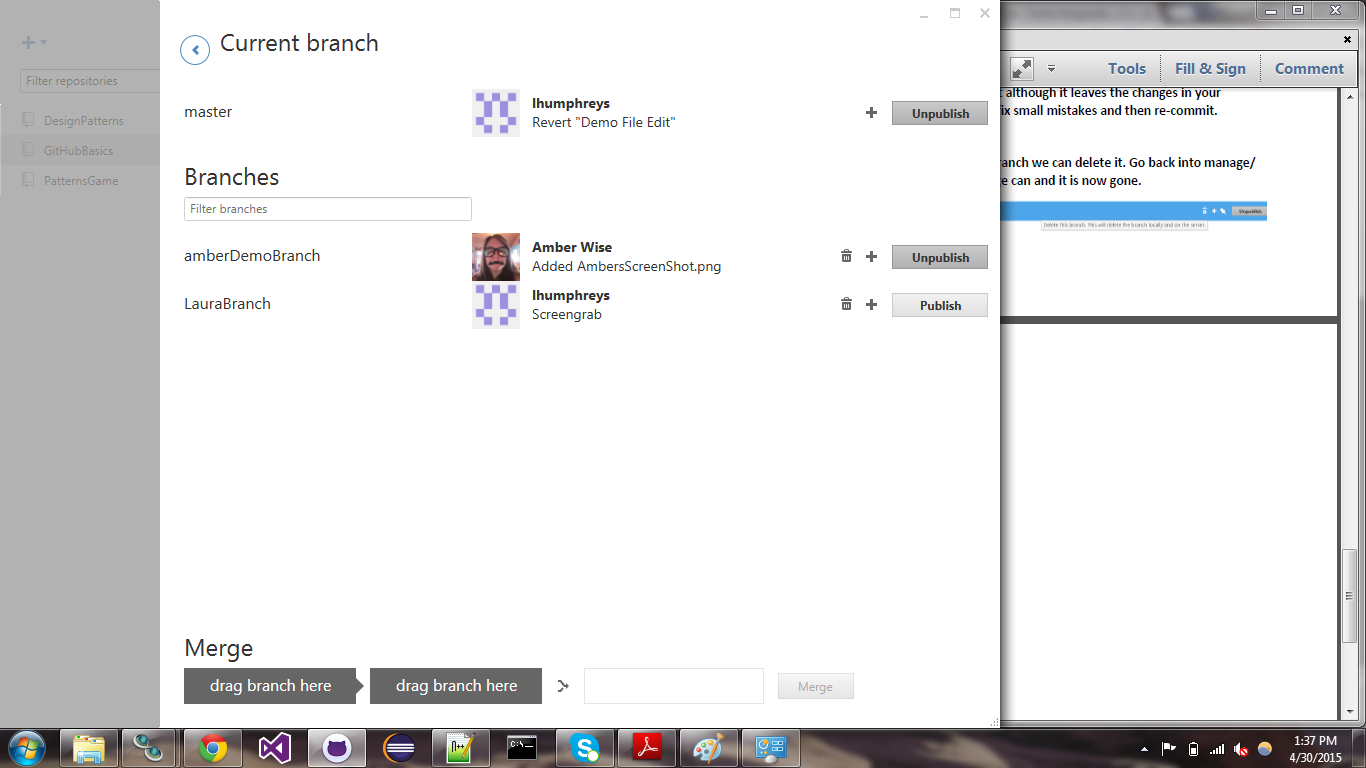 Current branch
Filter repositories
DesignPatterns
GitHubBasics
PatternsGame
master
lhumphreys
Revert "Demo File Edit"
Unpublish
Branches
Filter branches
amberDemoBranch
Amber Wise
Added AmbersScreenShot.png
Unpublish
LauraBranch
lhumphreys
Screengrab
Publish
Merge
drag branch here
drag branch here
Merge
Tools
Fill & Sign
Comment
t although it leaves the changes in your
ix small mistakes and then re-commit.
ranch we can delete it. Go back into manage/
e can and it is now gone.
Unpublish
Delete this branch. This will delete the branch locally and on the server.
C:\
1:37 PM
4/30/2015